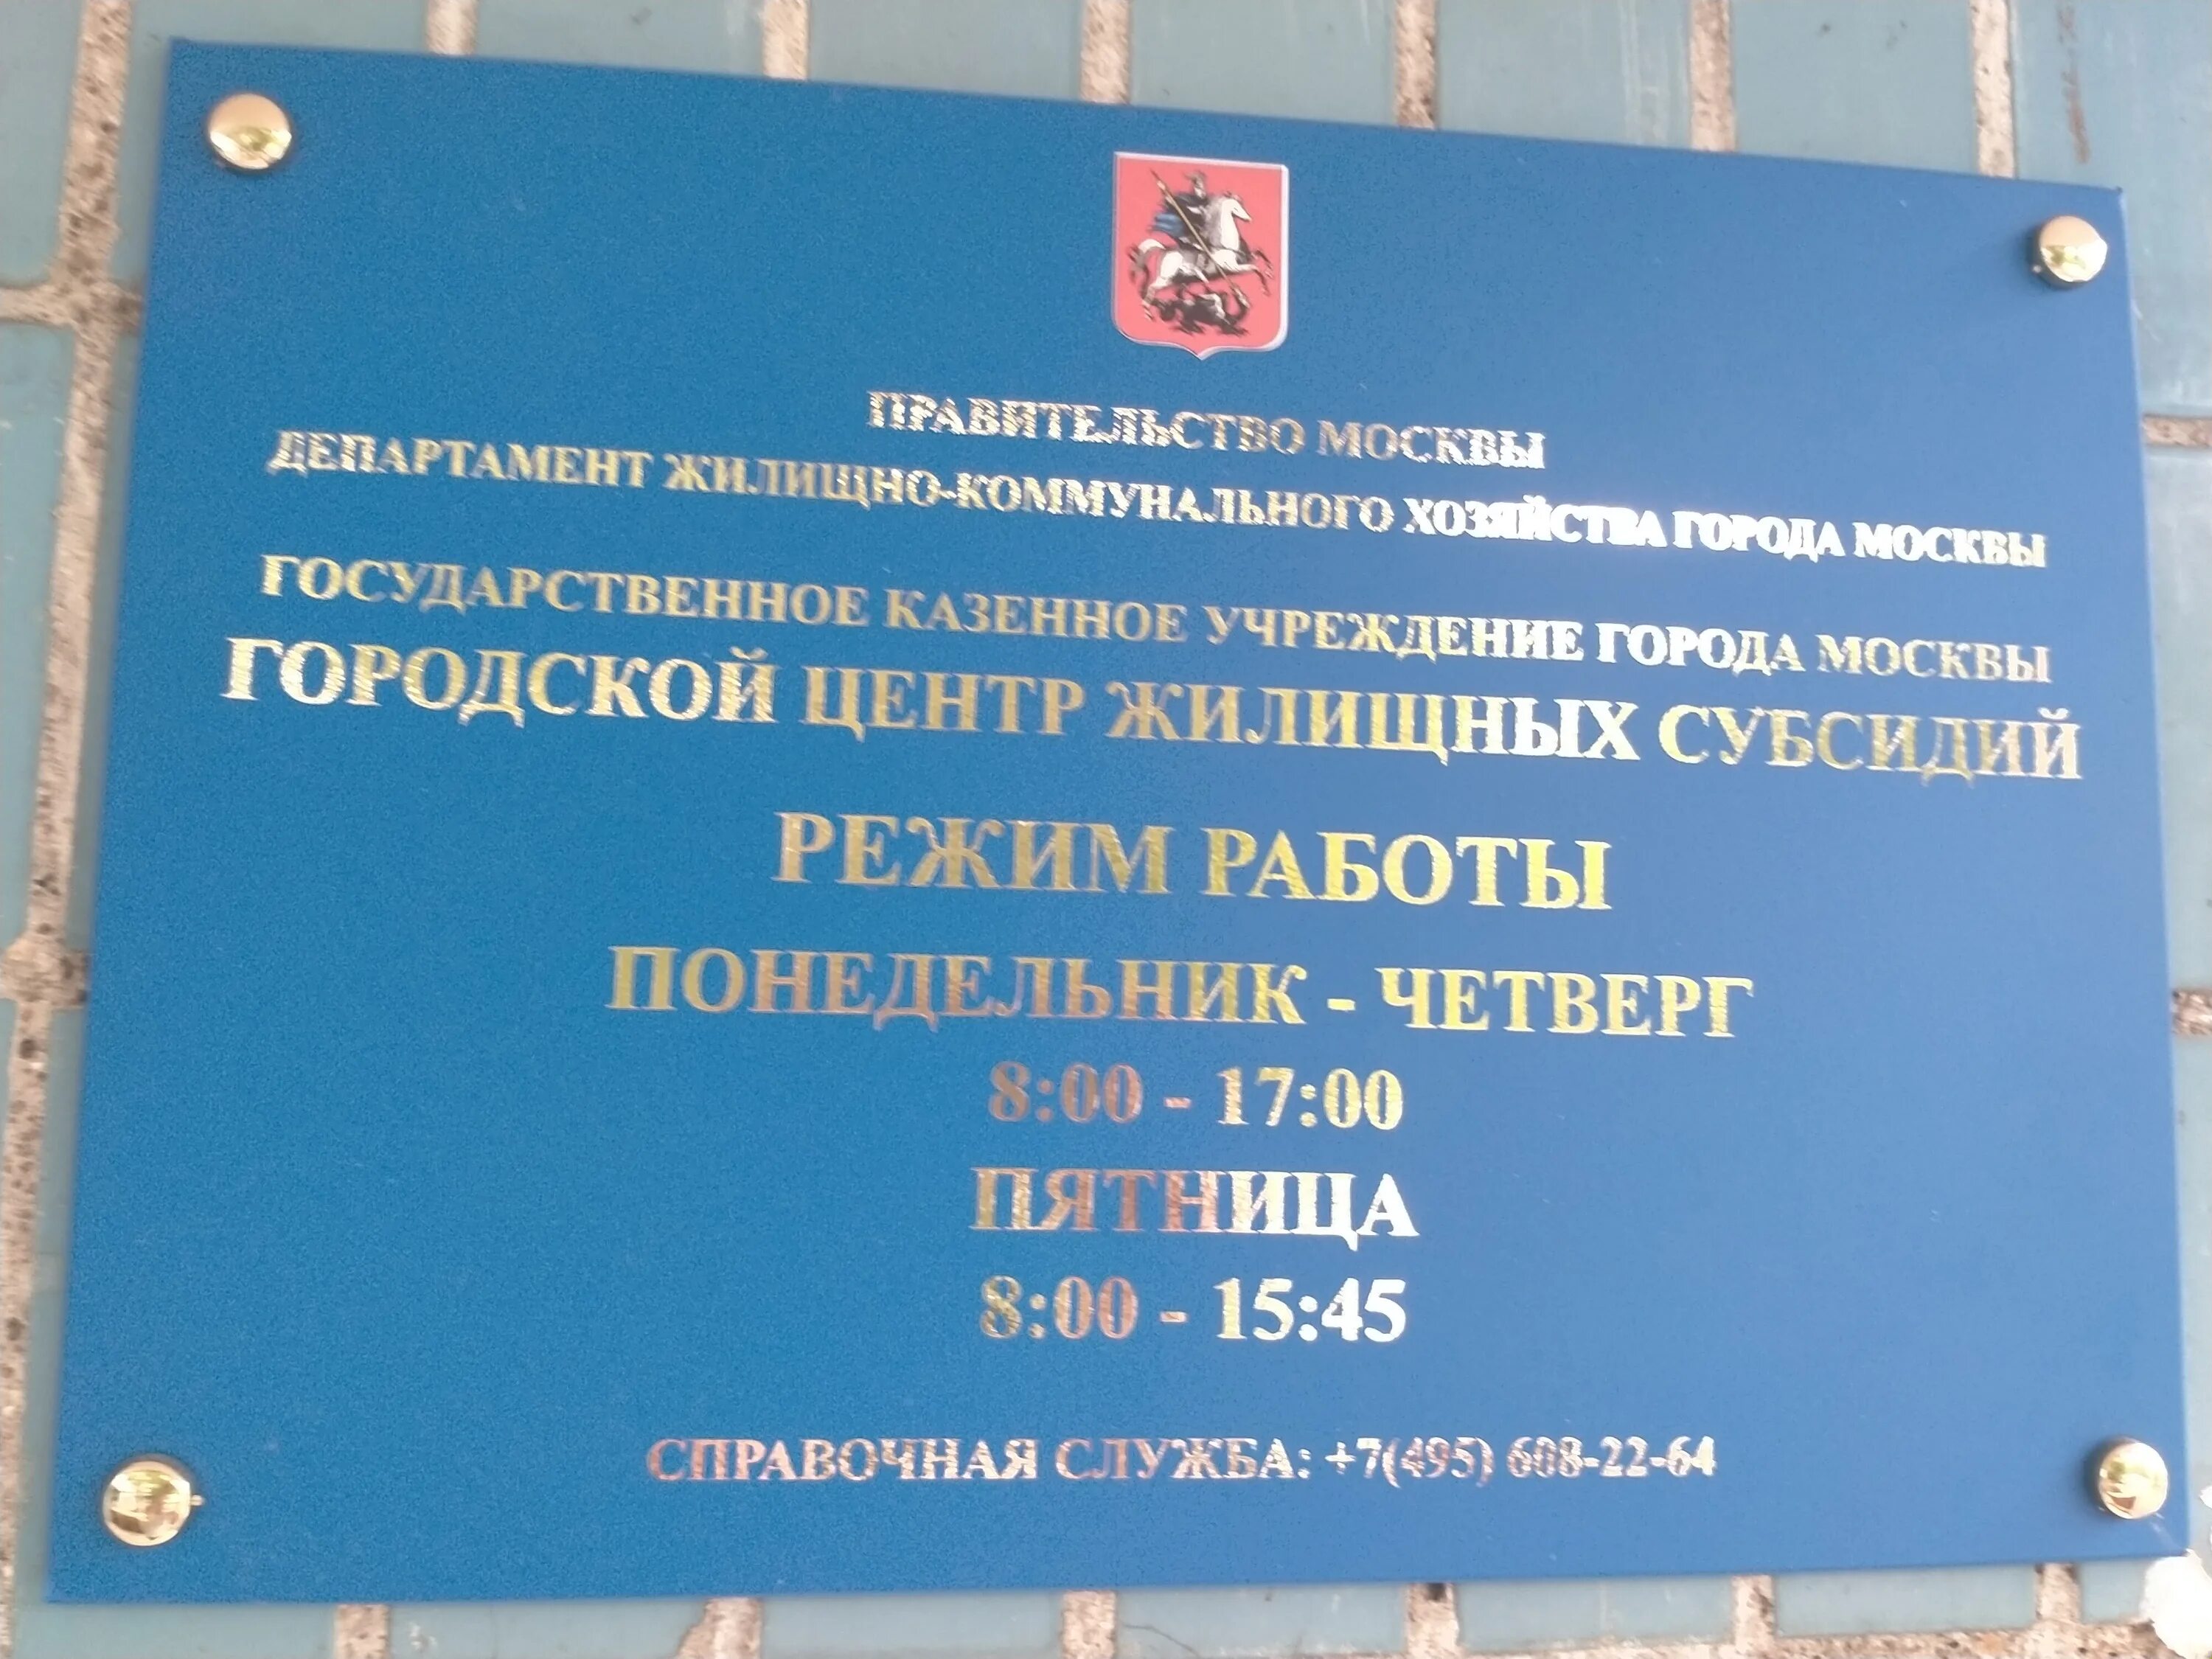 ПРАВИТЕЛЬСТВО МОСКВЫ
ДЕПАРТАМЕНТ ЖИЛИЩНО-КОММУНАЛЬНОГО ХОЗЯЙСТВА ГОРОДА МОСКВЫ
ГОСУДАРСТВЕННОЕ КАЗЕННОЕ УЧРЕЖДЕНИЕ ГОРОДА МОСКВЫ
ГОРОДСКОЙ ЦЕНТР ЖИЛИЩНЫХ СУБСИДИЙ
РЕЖИМ РАБОТЫ
ПОНЕДЕЛЬНИК - ЧЕТВЕРГ
8:00 - 17:00
ПЯТНИЦА
8:00 - 15:45
СПРАВОЧНАЯ СЛУЖБА: +7(495) 608-22-64